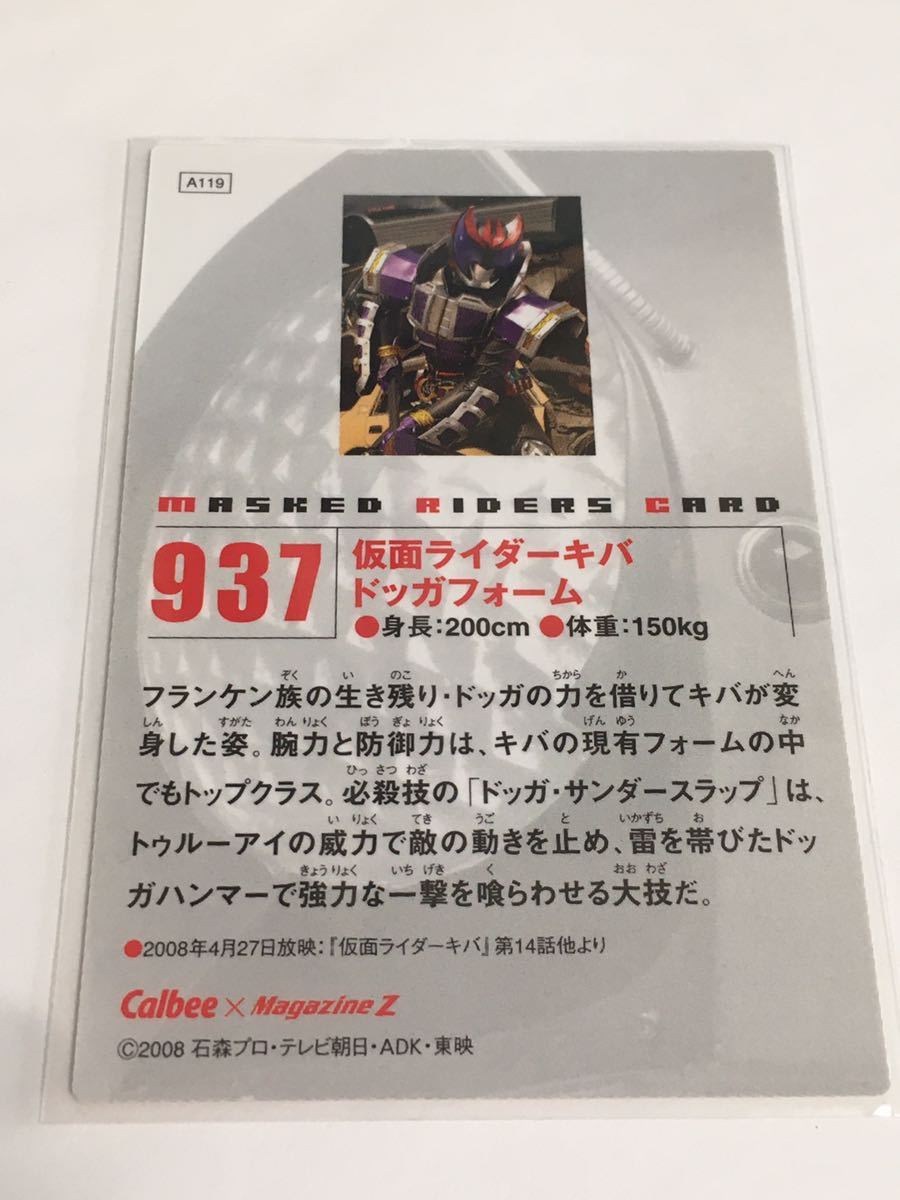 A119
MASKED RIDERS CARD
937
仮面ライダーキバ
ドッガフォーム
●身長：200cm ●体重：150kg
フランケン族の生き残り・ドッガの力を借りてキバが変
身した姿。腕力と防御力は、キバの現有フォームの中
でもトップクラス。必殺技の「ドッガ・サンダースラップ」は、
トゥルーアイの威力で敵の動きを止め、雷を帯びたドッ
ガハンマーで強力な一撃を喰らわせる大技だ。
●2008年4月27日放映：『仮面ライダーキバ』第14話他より
Calbee × Magazine Z
©2008 石森プロ・テレビ朝日・ADK・東映